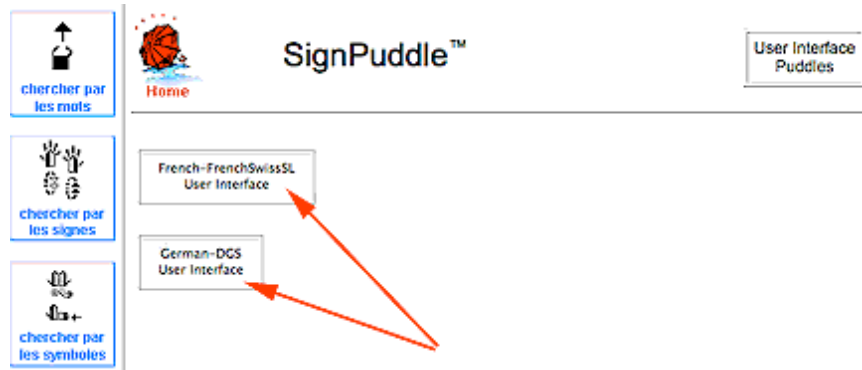 chercher par
les mots
chercher par
les signes
chercher par
les symboles
Home
SignPuddle™
User Interface
Puddles
French-FrenchSwissSL
User Interface
German-DGS
User Interface